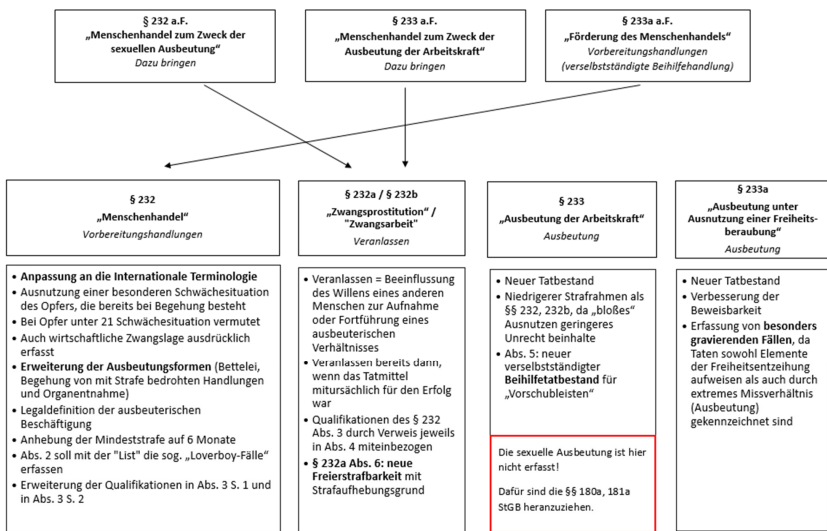 § 232 a.F.
„Menschenhandel zum Zweck der
sexuellen Ausbeutung“
Dazu bringen
§ 233 a.F.
„Menschenhandel zum Zweck der
Ausbeutung der Arbeitskraft“
Dazu bringen
§ 233a a.F.
„Förderung des Menschenhandels“
Vorbereitungshandlungen
(verselbstständigte Beihilfehandlung)
§ 232
„Menschenhandel“
Vorbereitungshandlungen
• Anpassung an die Internationale Terminologie
• Ausnutzung einer besonderen Schwächesituation
des Opfers, die bereits bei Begehung besteht
• Bei Opfer unter 21 Schwächesituation vermutet
• Auch wirtschaftliche Zwangslage ausdrücklich
erfasst
• Erweiterung der Ausbeutungsformen (Bettelei,
Begehung von mit Strafe bedrohten Handlungen
und Organentnahme)
• Legaldefinition der ausbeuterischen
Beschäftigung
• Anhebung der Mindeststrafe auf 6 Monate
• Abs. 2 soll mit der "List" die sog. „Loverboy-Fälle“
erfassen
• Erweiterung der Qualifikationen in Abs. 3 S. 1 und
in Abs. 3 S. 2
§ 232a / § 232b
„Zwangsprostitution“ /
"Zwangsarbeit"
Veranlassen
• Veranlassen = Beeinflussung
des Willens eines anderen
Menschen zur Aufnahme
oder Fortführung eines
ausbeuterischen
Verhältnisses
• Veranlassen bereits dann,
wenn das Tatmittel
mitursächlich für den Erfolg
war
• Qualifikationen des § 232
Abs. 3 durch Verweis jeweils
in Abs. 4 miteinbezogen
• § 232a Abs. 6: neue
Freierstrafbarkeit mit
Strafaufhebungsgrund
§ 233
„Ausbeutung der Arbeitskraft“
Ausbeutung
• Neuer Tatbestand
• Niedrigerer Strafrahmen als
§§ 232, 232b, da „bloßes“
Ausnutzen geringeres
Unrecht beinhalte
• Abs. 5: neuer
verselbstständigter
Beihilfetatbestand für
„Vorschubleisten“
Die sexuelle Ausbeutung ist hier
nicht erfasst!
Dafür sind die §§ 180a, 181a
StGB heranzuziehen.
§ 233a
„Ausbeutung unter
Ausnutzung einer Freiheits-
beraubung“
Ausbeutung
• Neuer Tatbestand
• Verbesserung der
Beweisbarkeit
• Erfassung von besonders
gravierenden Fällen, da
Taten sowohl Elemente
der Freiheitsentzeihung
aufweisen als auch durch
extremes Missverhältnis
(Ausbeutung)
gekennzeichnet sind